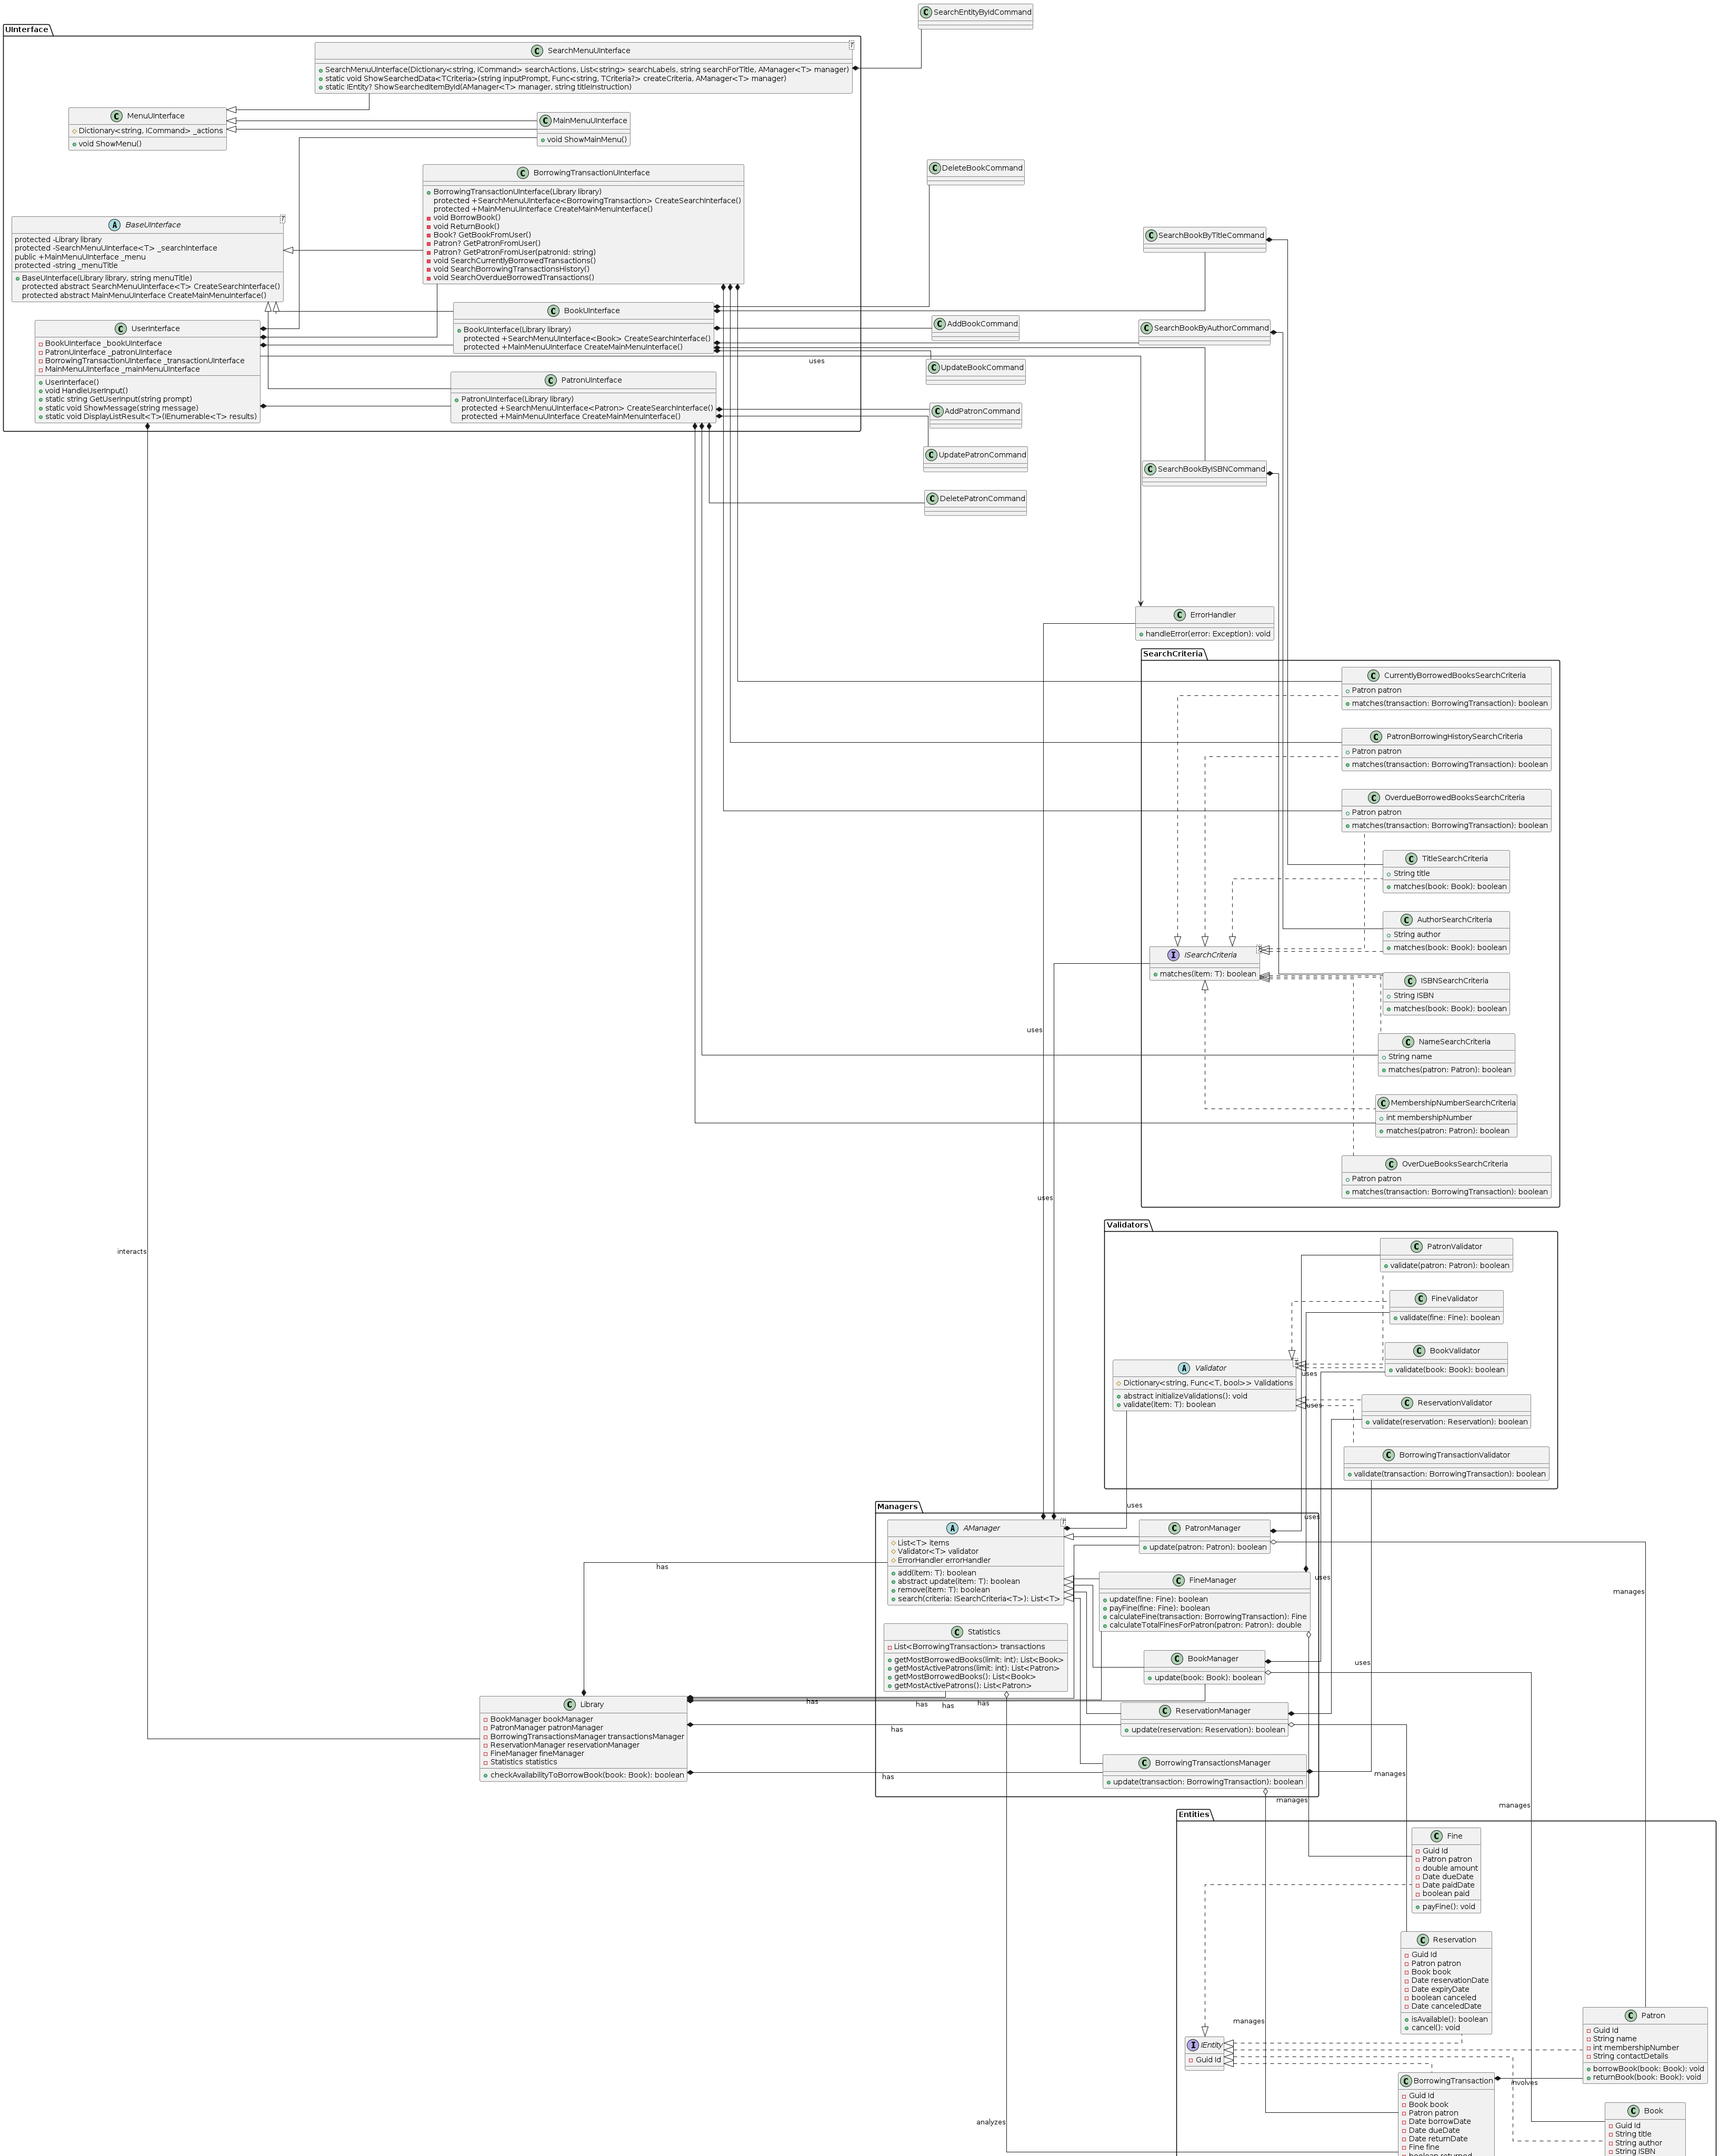 SearchEntityByIdCommand
UInterface
SearchMenuUInterface
SearchMenuUInterface(Dictionary<string, ICommand> searchActions, List<string> searchLabels, string searchForTitle, AManager<T> manager)
static void ShowSearchedData<TCriteria>(string inputPrompt, Func<string, TCriteria?> createCriteria, AManager<T> manager)
static IEntity? ShowSearchedItemById(AManager<T> manager, string titleInstruction)
MenuUInterface
Dictionary<string, ICommand> _actions
void ShowMenu()
MainMenuUInterface
void ShowMainMenu()
BorrowingTransactionUInterface
BorrowingTransactionUInterface(Library library)
protected +SearchMenuUInterface<BorrowingTransaction> CreateSearchInterface()
protected +MainMenuUInterface CreateMainMenuInterface()
void BorrowBook()
void ReturnBook()
Book? GetBookFromUser()
Patron? GetPatronFromUser()
Patron? GetPatronFromUser(patronId: string)
void SearchCurrentlyBorrowedTransactions()
void SearchBorrowingTransactionsHistory()
void SearchOverdueBorrowedTransactions()
DeleteBookCommand
BaseUInterface
protected -Library library
protected -SearchMenuUInterface<T> _searchInterface
public +MainMenuUInterface _menu
protected -string _menuTitle
BaseUInterface(Library library, string menuTitle)
protected abstract SearchMenuUInterface<T> CreateSearchInterface()
protected abstract MainMenuUInterface CreateMainMenuInterface()
SearchBookByTitleCommand
BookUInterface
BookUInterface(Library library)
protected +SearchMenuUInterface<Book> CreateSearchInterface()
protected +MainMenuUInterface CreateMainMenuInterface()
AddBookCommand
SearchBookByAuthorCommand
UserInterface
BookUInterface _bookUInterface
PatronUInterface _patronUInterface
BorrowingTransactionUInterface _transactionUInterface
MainMenuUInterface _mainMenuUInterface
UserInterface()
void HandleUserInput()
static string GetUserInput(string prompt)
static void ShowMessage(string message)
static void DisplayListResult<T>(IEnumerable<T> results)
uses
UpdateBookCommand
PatronUInterface
PatronUInterface(Library library)
protected +SearchMenuUInterface<Patron> CreateSearchInterface()
protected +MainMenuUInterface CreateMainMenuInterface()
AddPatronCommand
UpdatePatronCommand
SearchBookByISBNCommand
DeletePatronCommand
ErrorHandler
handleError(error: Exception): void
SearchCriteria
CurrentlyBorrowedBooksSearchCriteria
Patron patron
matches(transaction: BorrowingTransaction): boolean
PatronBorrowingHistorySearchCriteria
Patron patron
matches(transaction: BorrowingTransaction): boolean
OverdueBorrowedBooksSearchCriteria
Patron patron
matches(transaction: BorrowingTransaction): boolean
TitleSearchCriteria
String title
matches(book: Book): boolean
AuthorSearchCriteria
String author
matches(book: Book): boolean
ISearchCriteria
matches(item: T): boolean
ISBNSearchCriteria
String ISBN
matches(book: Book): boolean
uses
NameSearchCriteria
String name
matches(patron: Patron): boolean
MembershipNumberSearchCriteria
int membershipNumber
matches(patron: Patron): boolean
OverDueBooksSearchCriteria
Patron patron
matches(transaction: BorrowingTransaction): boolean
uses
interacts
Validators
PatronValidator
validate(patron: Patron): boolean
FineValidator
validate(fine: Fine): boolean
BookValidator
validate(book: Book): boolean
Validator
Dictionary<string, Func<T, bool>> Validations
abstract initializeValidations(): void
validate(item: T): boolean
uses
uses
ReservationValidator
validate(reservation: Reservation): boolean
BorrowingTransactionValidator
validate(transaction: BorrowingTransaction): boolean
uses
uses
Managers
AManager
List<T> items
Validator<T> validator
ErrorHandler errorHandler
add(item: T): boolean
abstract update(item: T): boolean
remove(item: T): boolean
search(criteria: ISearchCriteria<T>): List<T>
PatronManager
update(patron: Patron): boolean
has
uses
manages
FineManager
update(fine: Fine): boolean
payFine(fine: Fine): boolean
calculateFine(transaction: BorrowingTransaction): Fine
calculateTotalFinesForPatron(patron: Patron): double
Statistics
List<BorrowingTransaction> transactions
getMostBorrowedBooks(limit: int): List<Book>
getMostActivePatrons(limit: int): List<Patron>
getMostBorrowedBooks(): List<Book>
getMostActivePatrons(): List<Patron>
BookManager
update(book: Book): boolean
uses
has
has
has
has
Library
BookManager bookManager
PatronManager patronManager
BorrowingTransactionsManager transactionsManager
ReservationManager reservationManager
FineManager fineManager
Statistics statistics
checkAvailabilityToBorrowBook(book: Book): boolean
has
ReservationManager
update(reservation: Reservation): boolean
has
BorrowingTransactionsManager
update(transaction: BorrowingTransaction): boolean
manages
manages
manages
Entities
Fine
Guid Id
Patron patron
double amount
Date dueDate
Date paidDate
boolean paid
payFine(): void
Reservation
Guid Id
Patron patron
Book book
Date reservationDate
Date expiryDate
boolean canceled
Date canceledDate
isAvailable(): boolean
cancel(): void
manages
Patron
Guid Id
String name
int membershipNumber
String contactDetails
borrowBook(book: Book): void
returnBook(book: Book): void
IEntity
Guid Id
BorrowingTransaction
Guid Id
Book book
Patron patron
Date borrowDate
Date dueDate
Date returnDate
Fine fine
boolean returned
involves
Book
Guid Id
String title
String author
String ISBN
analyzes